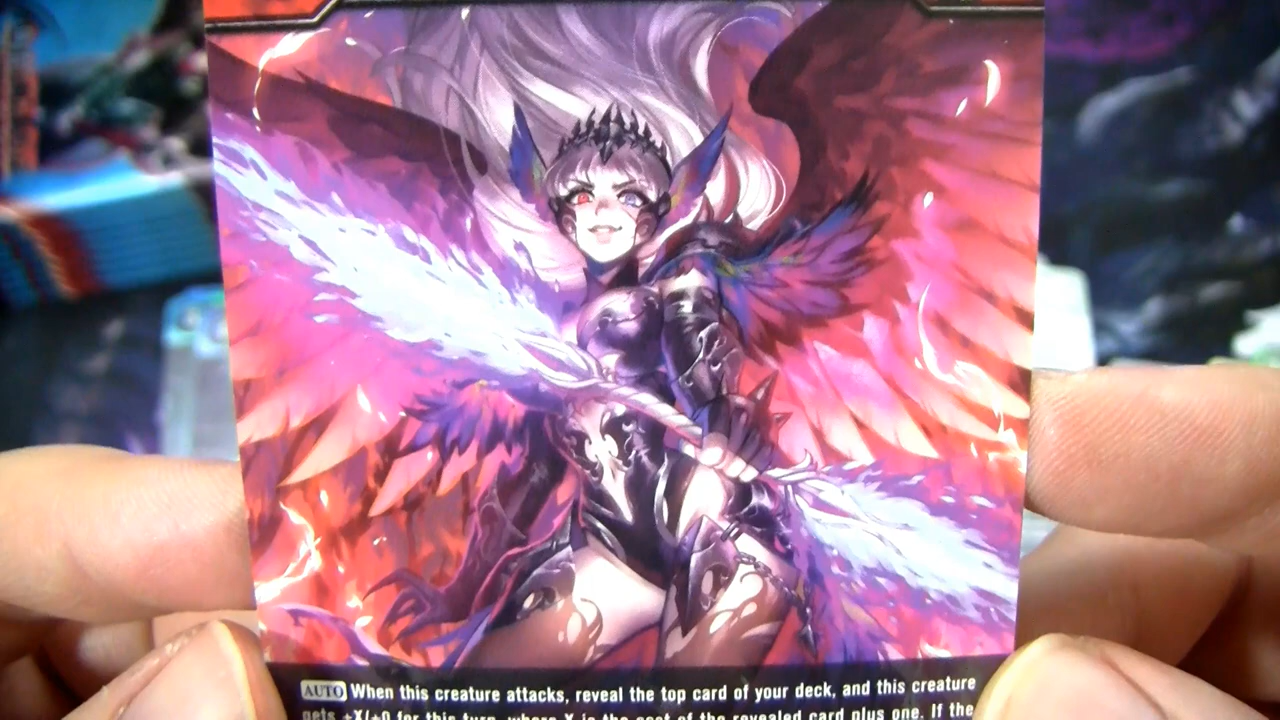 AUTO When this creature attacks, reveal the top card of your deck, and this creature
gets +X/+0 for this turn, where X is the cost of the revealed card plus one. If the